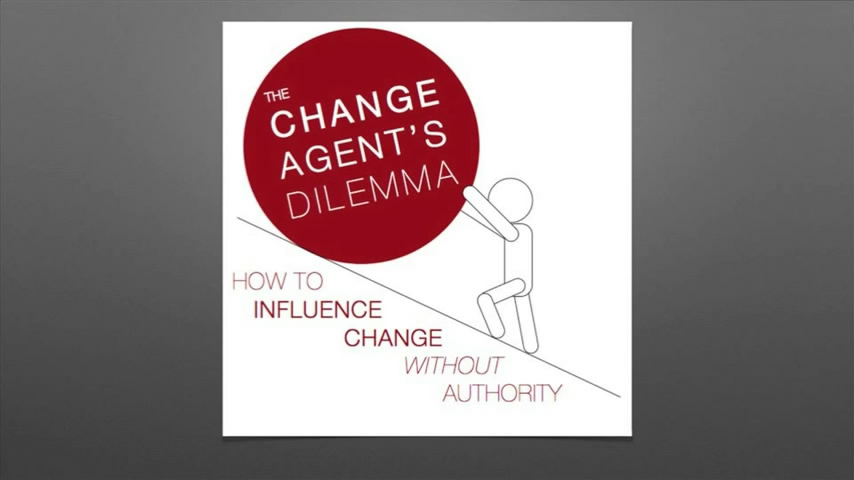 THE
CHANGE
AGENT'S
DILEMMA
HOW TO
INFLUENCE
CHANGE
WITHOUT
AUTHORITY